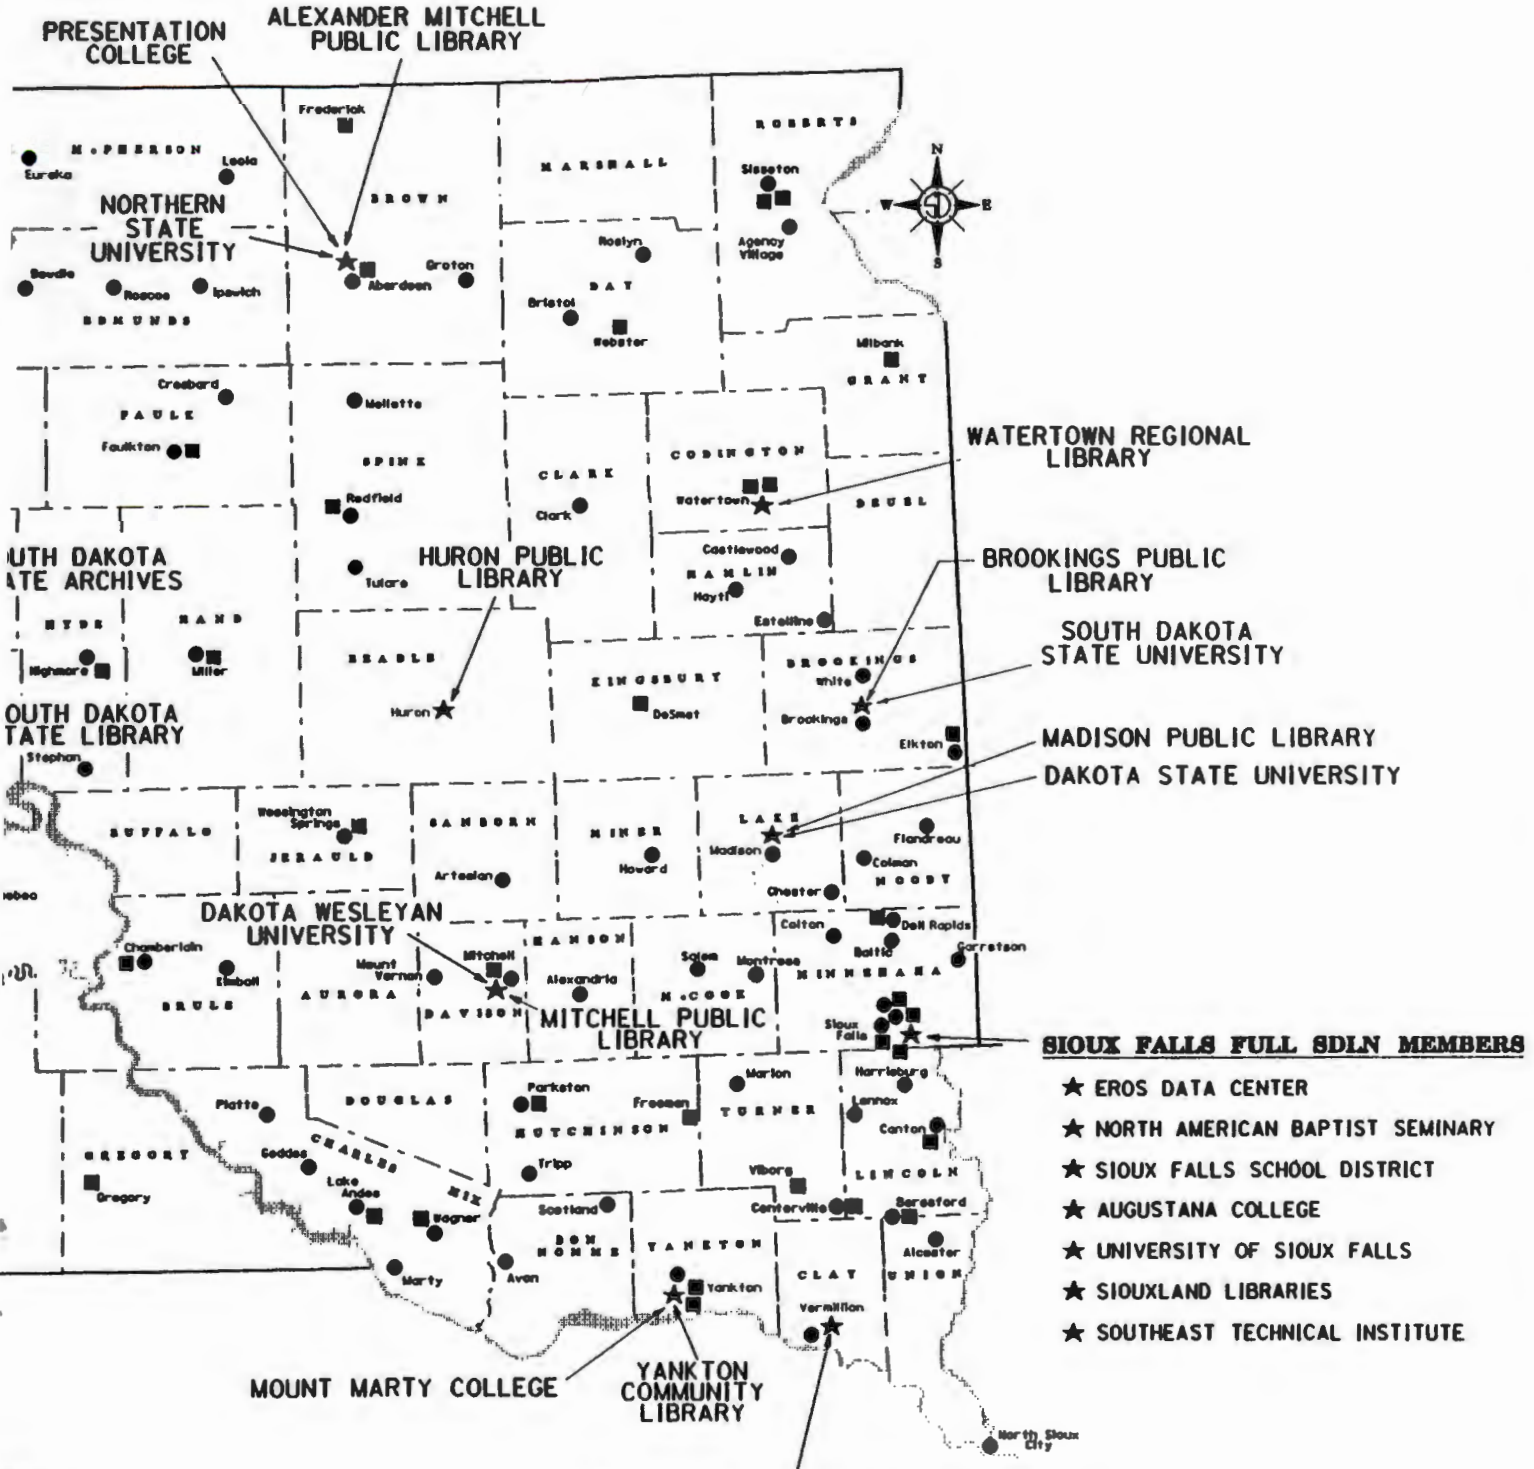 PRESENTATION
COLLEGE
ALEXANDER MITCHELL
PUBLIC LIBRARY
Frederick
ROBERTS
McPHERSON
Leola
Eureka
MARSHALL
Sisseton
N
W
E
S
NORTHERN
STATE
UNIVERSITY
BROWN
Agency
Village
Roslyn
Groton
Aberdeen
Bowdle
Roscoe
Ipswich
EDMUNDS
DAY
Bristol
Webster
Milbank
GRANT
Cresbard
FAULK
Faulkton
Mellette
SPINK
Redfield
Tulare
CLARK
Clark
CODINGTON
Watertown
WATERTOWN REGIONAL
LIBRARY
DEUEL
Castlewood
HAMLIN
Hayti
Estelline
UTH DAKOTA
ATE ARCHIVES
HURON PUBLIC
LIBRARY
BROOKINGS PUBLIC
LIBRARY
SOUTH DAKOTA
STATE UNIVERSITY
HYDE
HAND
Highmore
Miller
BEADLE
Huron
KINGSBURY
DeSmet
BROOKINGS
White
Brookings
Elkton
OUTH DAKOTA
TATE LIBRARY
Stephan
MADISON PUBLIC LIBRARY
DAKOTA STATE UNIVERSITY
BUFFALO
Wessington
Springs
JERAULD
SANBORN
Artesian
MINER
Howard
LAKE
Madison
Chester
Flandreau
Colman
MOODY
DAKOTA WESLEYAN
UNIVERSITY
Chamberlain
Kimball
BRULE
AURORA
Mount
Vernon
Mitchell
DAVISON
HANSON
Alexandria
Salem
Montrose
McCOOK
Colton
Dell Rapids
Baltic
Garretson
MINNEHAHA
Sioux
Falls
MITCHELL PUBLIC
LIBRARY
SIOUX FALLS FULL SDLN MEMBERS
EROS DATA CENTER
NORTH AMERICAN BAPTIST SEMINARY
SIOUX FALLS SCHOOL DISTRICT
AUGUSTANA COLLEGE
UNIVERSITY OF SIOUX FALLS
SIOUXLAND LIBRARIES
SOUTHEAST TECHNICAL INSTITUTE
Platte
DOUGLAS
Parkston
HUTCHINSON
Freeman
Marion
TURNER
Harrisburg
Lennox
Canton
LINCOLN
GREGORY
Gregory
CHARLES
MIX
Geddes
Lake
Andes
Wagner
Marty
Tripp
Scotland
BON
HOMME
Avon
YANKTON
Yankton
Viborg
Centerville
Beresford
Alcester
CLAY
UNION
Vermillion
MOUNT MARTY COLLEGE
YANKTON
COMMUNITY
LIBRARY
North Sioux
City